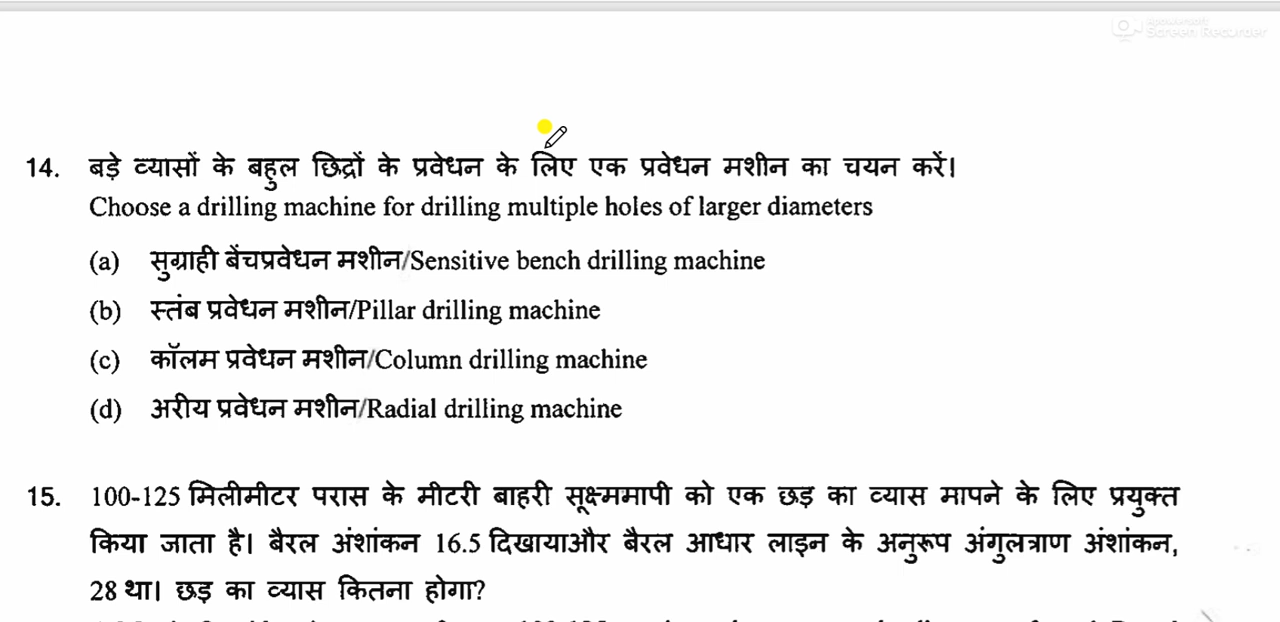 Apowersoft
Screen Recorder
14. बड़े व्यासों के बहुल छिद्रों के प्रवेधन के लिए एक प्रवेधन मशीन का चयन करें।
Choose a drilling machine for drilling multiple holes of larger diameters
(a) सुग्राही बेंचप्रवेधन मशीन/Sensitive bench drilling machine
(b) स्तंब प्रवेधन मशीन/Pillar drilling machine
(c) कॉलम प्रवेधन मशीन/Column drilling machine
(d) अरीय प्रवेधन मशीन/Radial drilling machine
15. 100-125 मिलीमीटर परास के मीटरी बाहरी सूक्ष्ममापी को एक छड़ का व्यास मापने के लिए प्रयुक्त
किया जाता है। बैरल अंशांकन 16.5 दिखायाऔर बैरल आधार लाइन के अनुरूप अंगुलत्राण अंशांकन,
28 था। छड़ का व्यास कितना होगा?